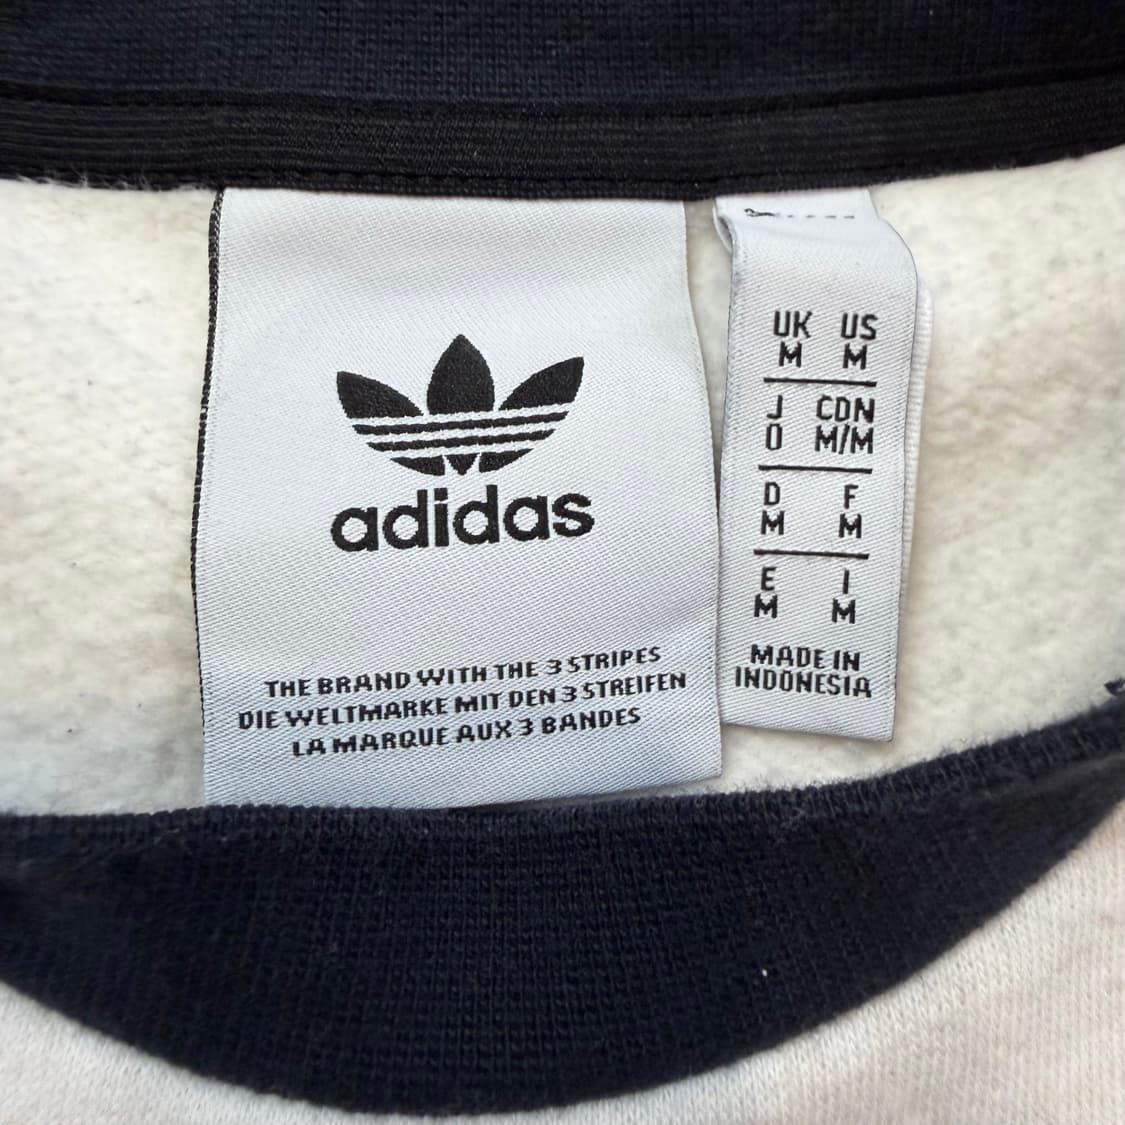 adidas
THE BRAND WITH THE 3 STRIPES
DIE WELTMARKE MIT DEN 3 STREIFEN
LA MARQUE AUX 3 BANDES
UK US
M M
J CDN
O M/M
D F
M M
E I
M M
MADE IN
INDONESIA